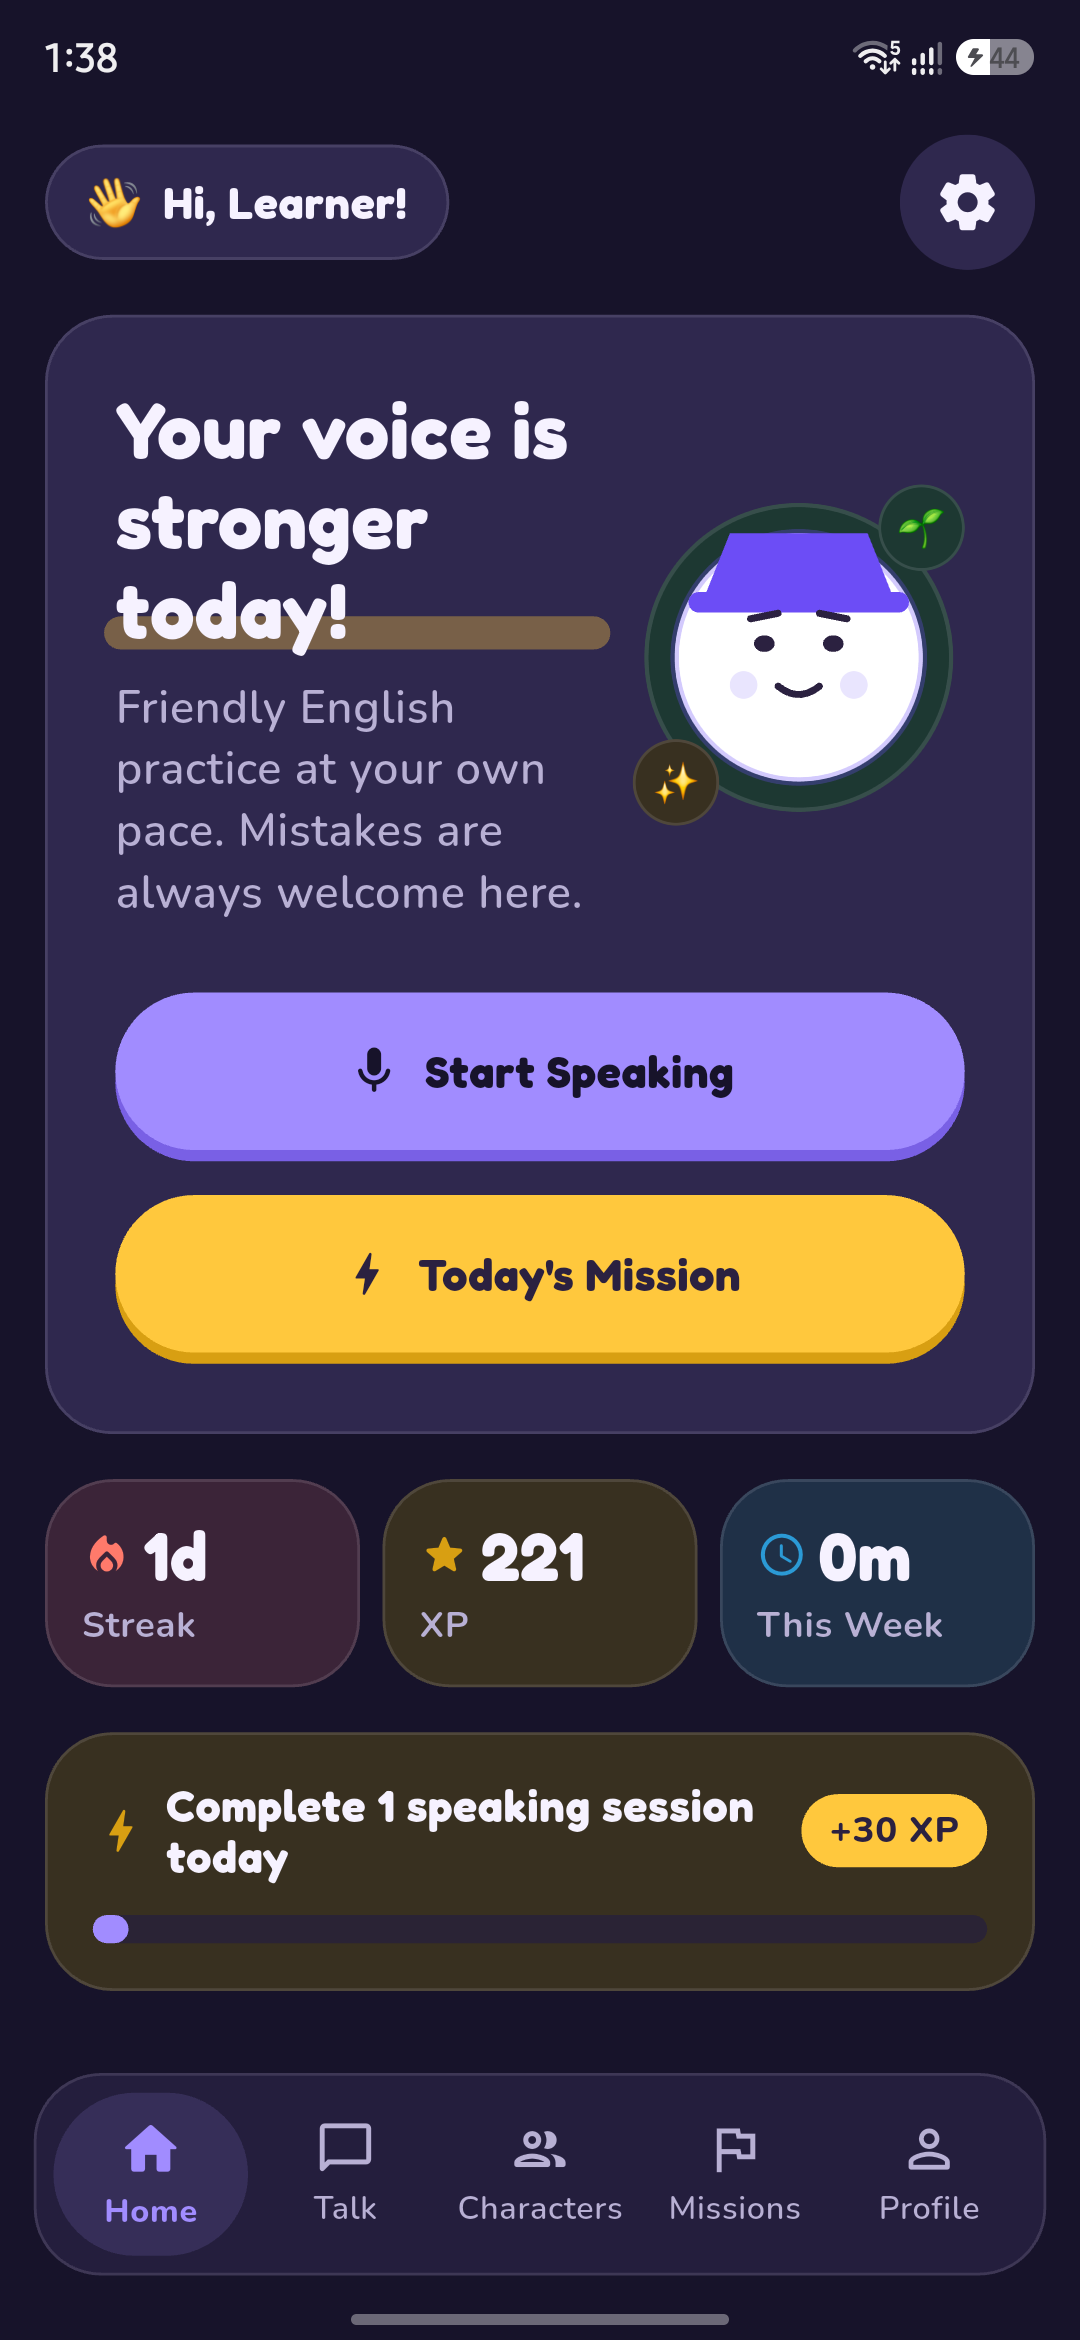 1:38
5
44
👋 Hi, Learner!
Your voice is
stronger
today!
Friendly English
practice at your own
pace. Mistakes are
always welcome here.
Start Speaking
Today's Mission
1d
Streak
221
XP
0m
This Week
Complete 1 speaking session
today
+30 XP
Home
Talk
Characters
Missions
Profile